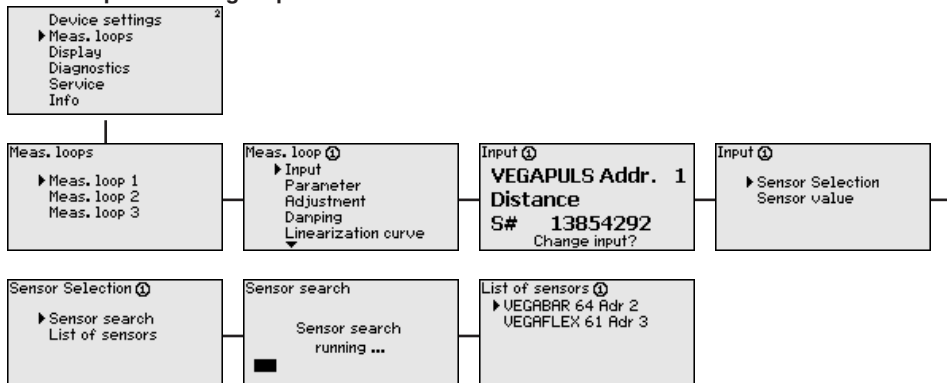 Device settings
2
Meas. loops
Display
Diagnostics
Service
Info
Meas. loops
Meas. loop 1
Meas. loop 2
Meas. loop 3
Meas. loop ①
Input
Parameter
Adjustment
Damping
Linearization curve
Input ①
VEGAPULS Addr. 1
Distance
S# 13854292
Change input?
Input ①
Sensor Selection
Sensor value
Sensor Selection ①
Sensor search
List of sensors
Sensor search
Sensor search
running ...
List of sensors ①
VEGABAR 64 Adr 2
VEGAFLEX 61 Adr 3